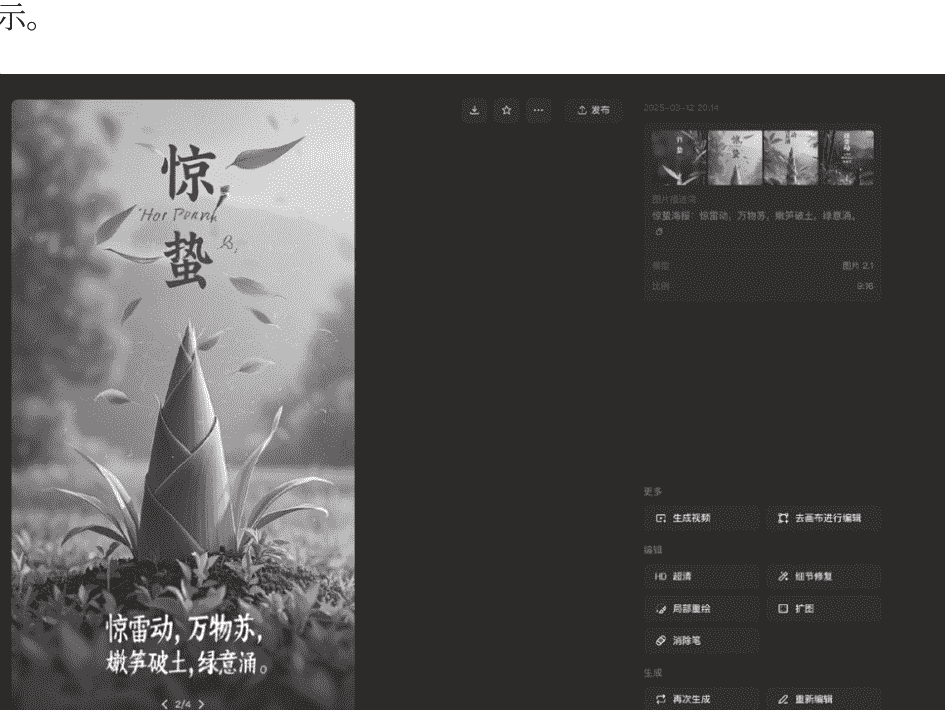 示。
惊
蛰
惊雷动，万物苏，
嫩笋破土，绿意涌。
2/4
发布
2025-03-12 20:14
图片描述词
惊蛰海报：惊雷动，万物苏，嫩笋破土，绿意涌。
模型 图片 2.1
比例 9:16
更多
生成视频 去画布进行编辑
编辑
HD 超清 细节修复
局部重绘 扩图
消除笔
生成
再次生成 重新编辑